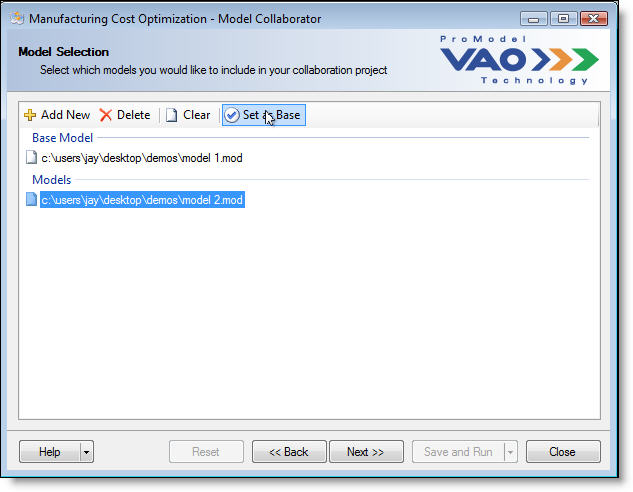 Manufacturing Cost Optimization - Model Collaborator
Model Selection
Select which models you would like to include in your collaboration project
ProModel
VAO
Technology
Add New Delete Clear Set as Base
Base Model
c:\users\jay\desktop\demos\model 1.mod
Models
c:\users\jay\desktop\demos\model 2.mod
Help Reset << Back Next >> Save and Run Close